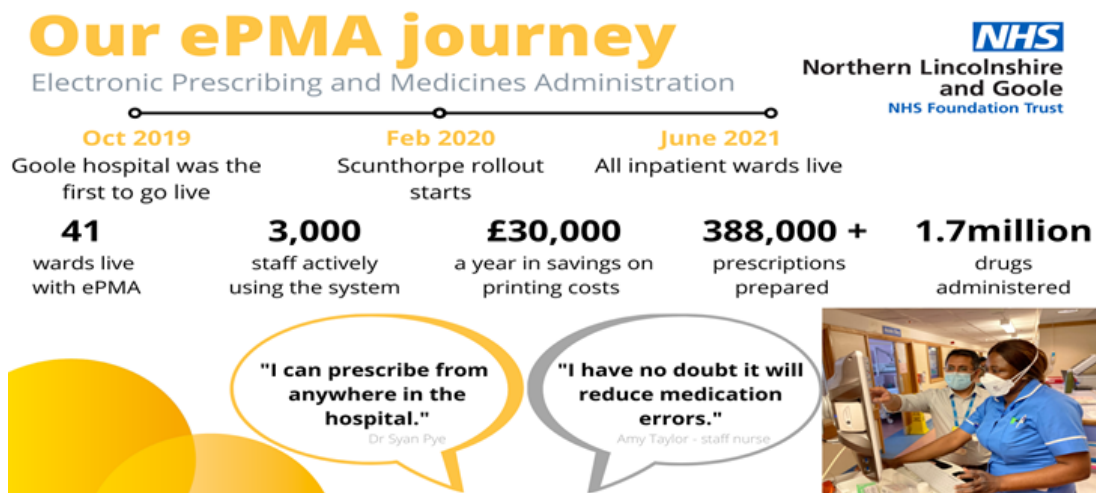 Our ePMA journey
Electronic Prescribing and Medicines Administration
NHS
Northern Lincolnshire
and Goole
NHS Foundation Trust
Oct 2019
Goole hospital was the
first to go live
Feb 2020
Scunthorpe rollout
starts
June 2021
All inpatient wards live
41
wards live
with ePMA
3,000
staff actively
using the system
£30,000
a year in savings on
printing costs
388,000 +
prescriptions
prepared
1.7million
drugs
administered
"I can prescribe from
anywhere in the
hospital."
Dr Syan Pye
"I have no doubt it will
reduce medication
errors."
Amy Taylor - staff nurse